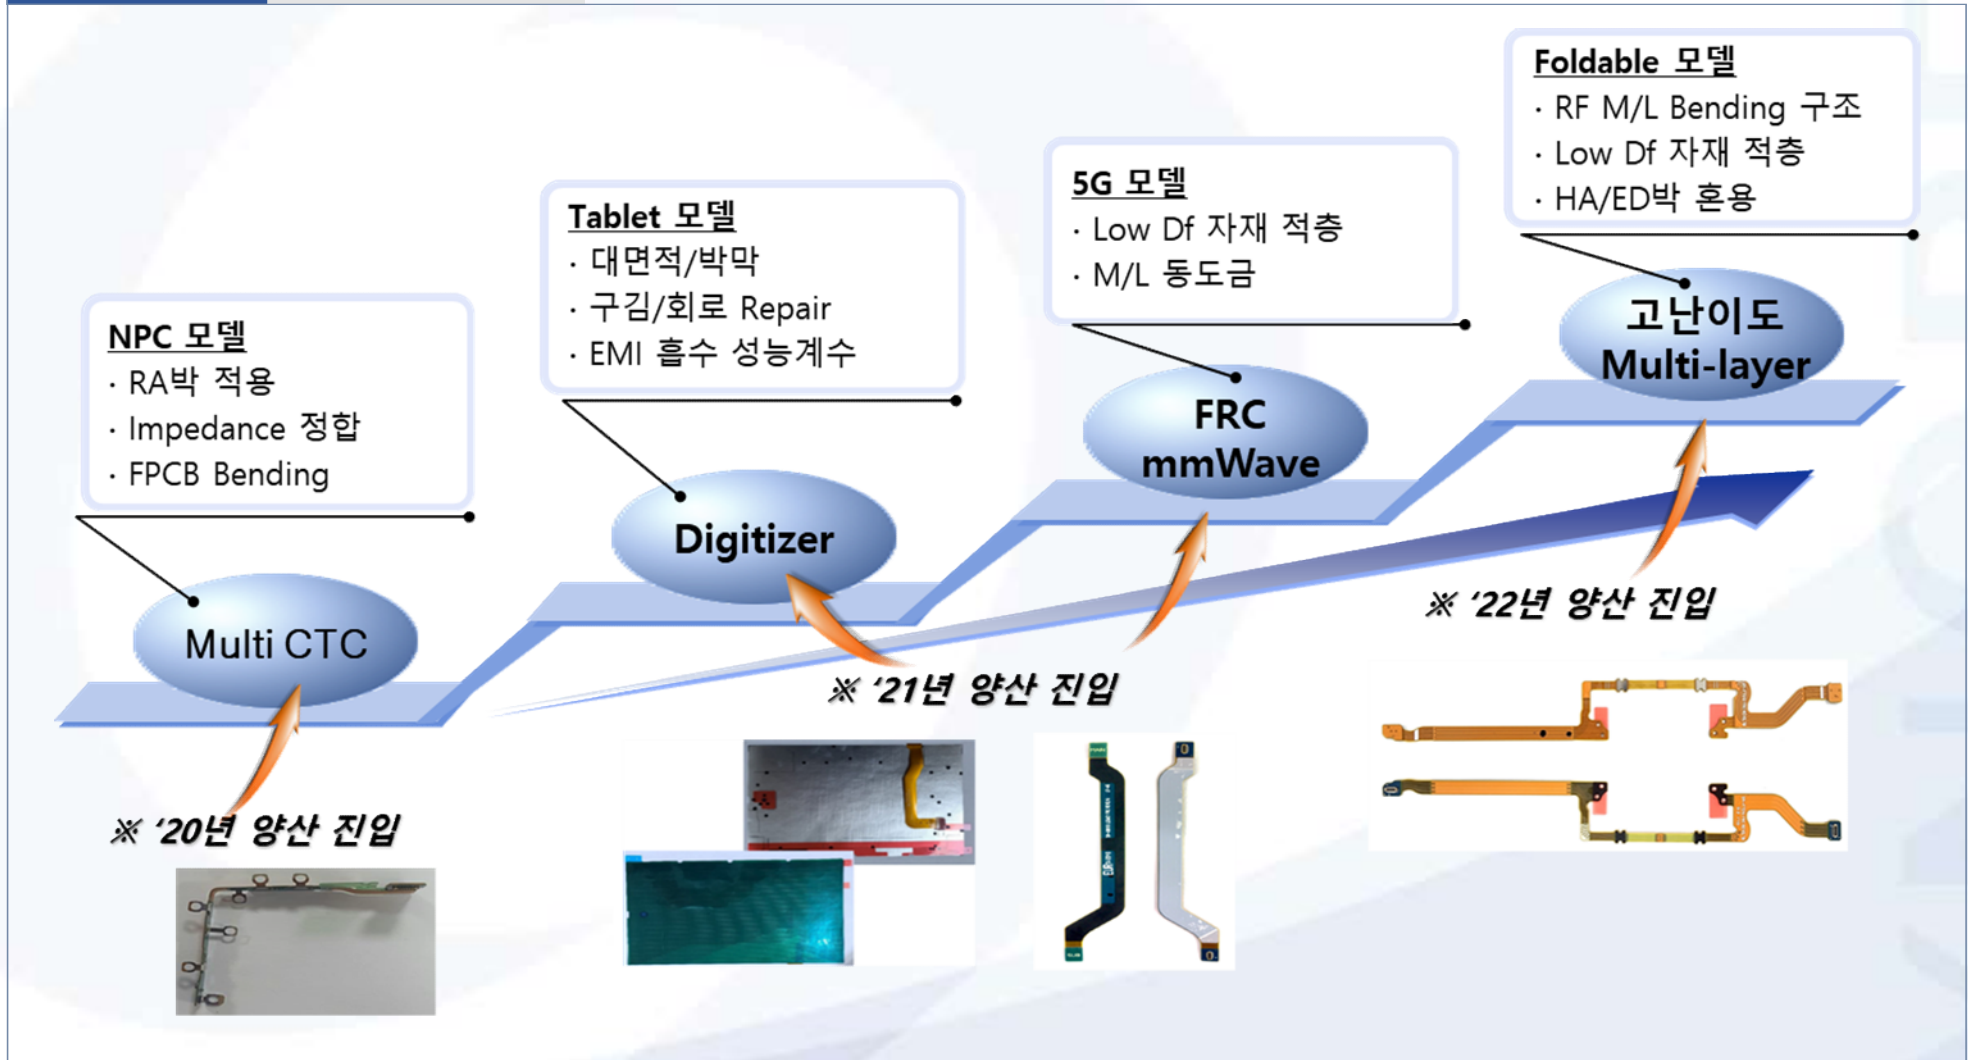 NPC 모델
· RA박 적용
· Impedance 정합
· FPCB Bending
Multi CTC
※ ‘20년 양산 진입
Tablet 모델
· 대면적/박막
· 구김/회로 Repair
· EMI 흡수 성능계수
Digitizer
※ ‘21년 양산 진입
5G 모델
· Low Df 자재 적층
· M/L 동도금
FRC
mmWave
Foldable 모델
· RF M/L Bending 구조
· Low Df 자재 적층
· HA/ED박 혼용
고난이도
Multi-layer
※ ‘22년 양산 진입